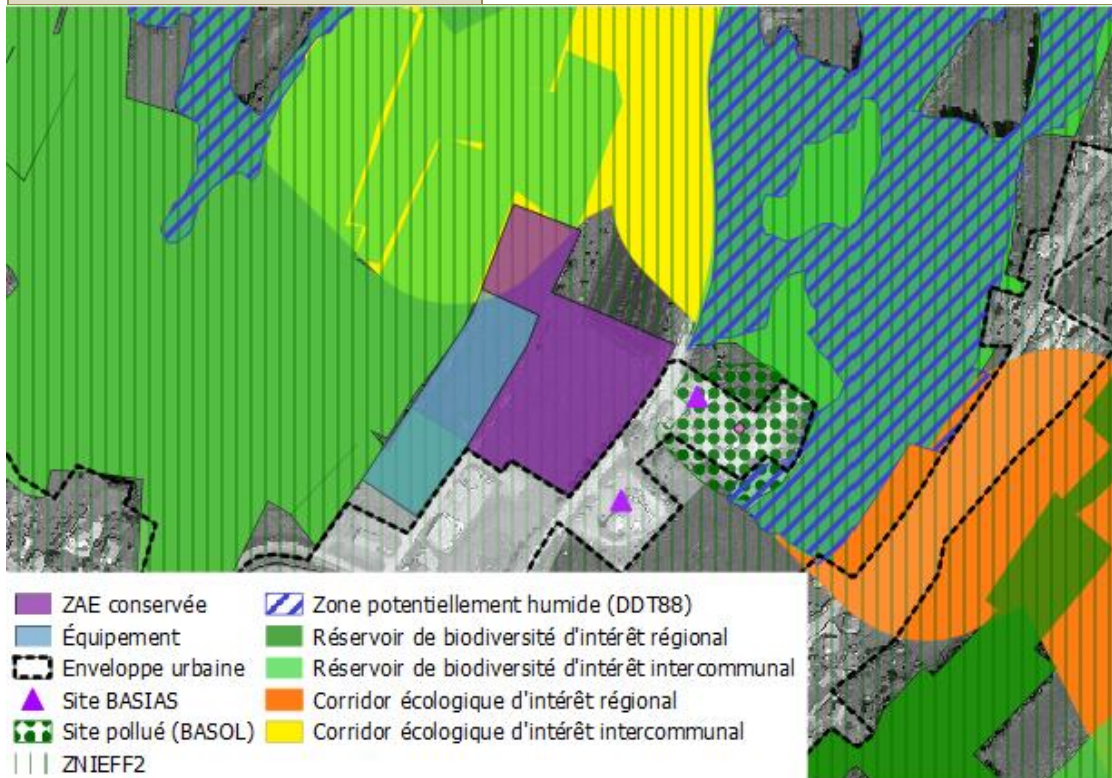 ZAE conservée
Équipement
Enveloppe urbaine
Site BASIAS
Site pollué (BASOL)
ZNIEFF2
Zone potentiellement humide (DDT88)
Réservoir de biodiversité d'intérêt régional
Réservoir de biodiversité d'intérêt intercommunal
Corridor écologique d'intérêt régional
Corridor écologique d'intérêt intercommunal